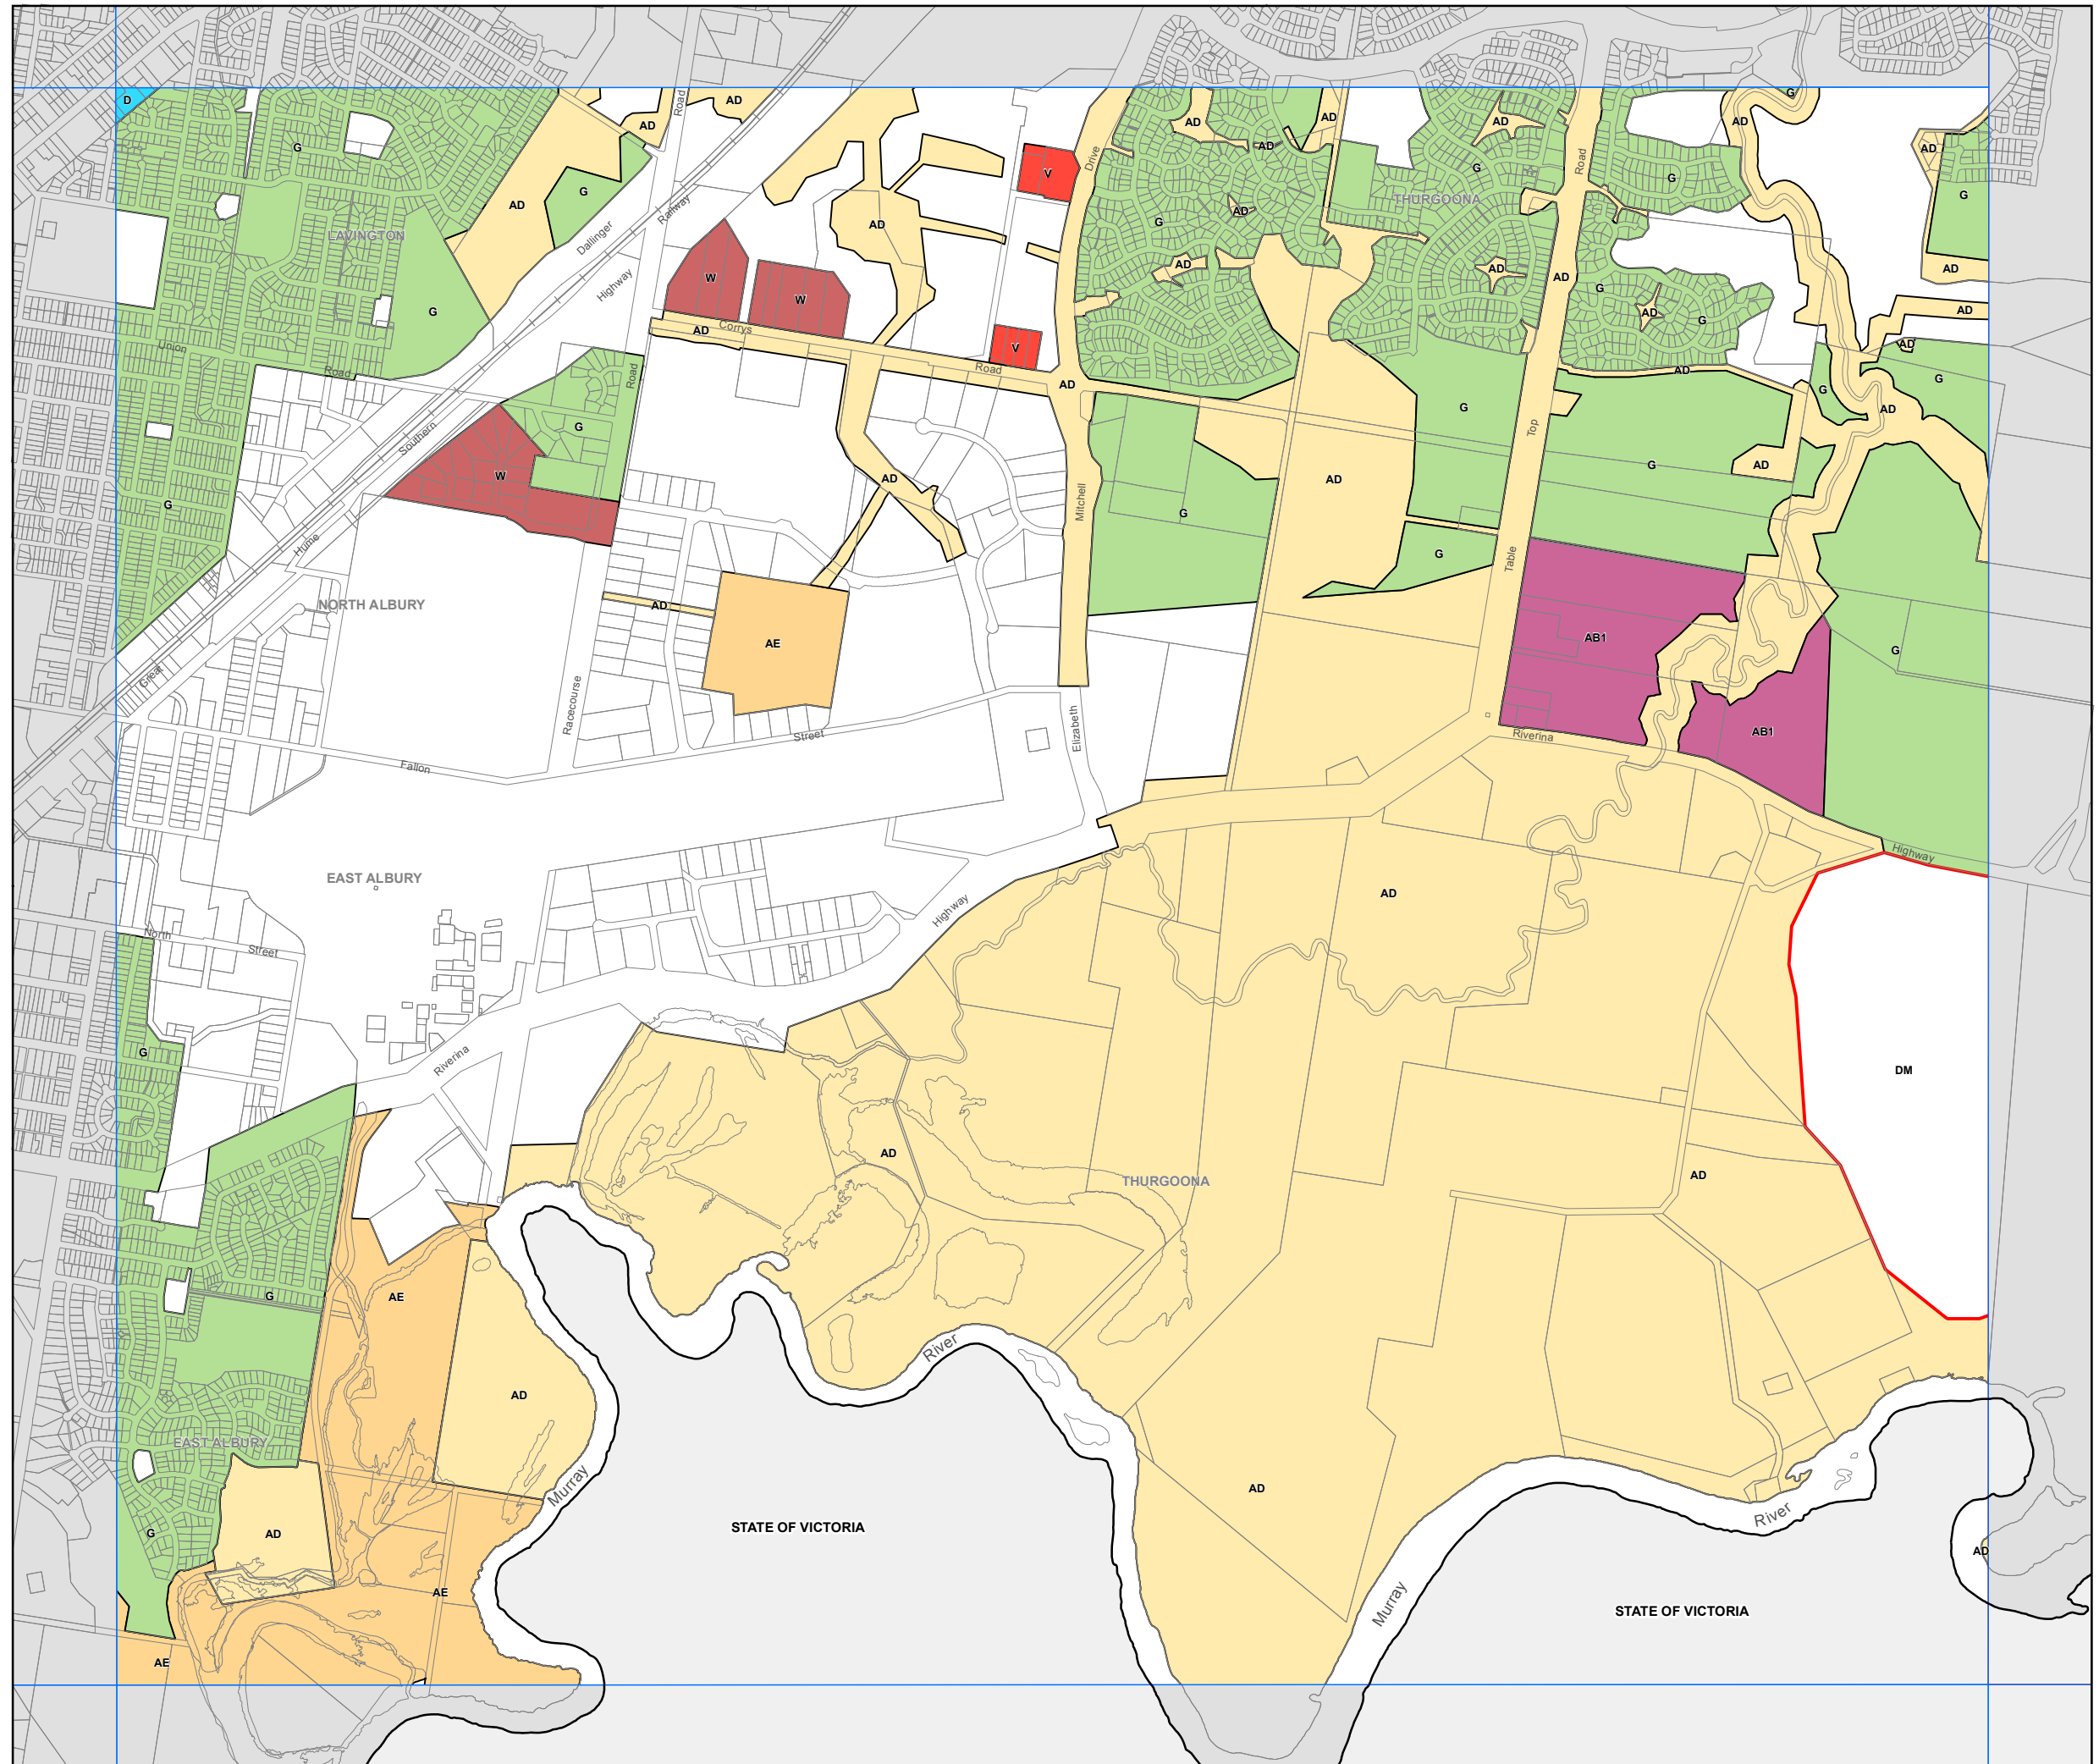 D
G
AD
AD
Road
AD
G
AD
AD
AD
AD
G
AD
Drive
V
Road
G
THURGOONA
G
AD
G
G
Railway
Dallinger
AD
LAVINGTON
AD
G
AD
AD
AD
AD
AD
Highway
W
W
G
G
AD
G
AD
Corrys
AD
V
Union
Road
Road
Road
AD
AD
AD
G
G
G
AD
G
Southern
Top
W
G
AD
AD
AD
G
G
Mitchell
G
Hume
G
Table
NORTH ALBURY
AD
AE
AB1
G
Great
Racecourse
Elizabeth
Street
Riverina
AB1
Fallon
EAST ALBURY
Highway
Highway
AD
North
Street
G
Riverina
DM
AD
THURGOONA
AD
G
AE
River
AD
EAST ALBURY
Murray
AD
River
STATE OF VICTORIA
G
AD
AD
AE
Murray
STATE OF VICTORIA
AE